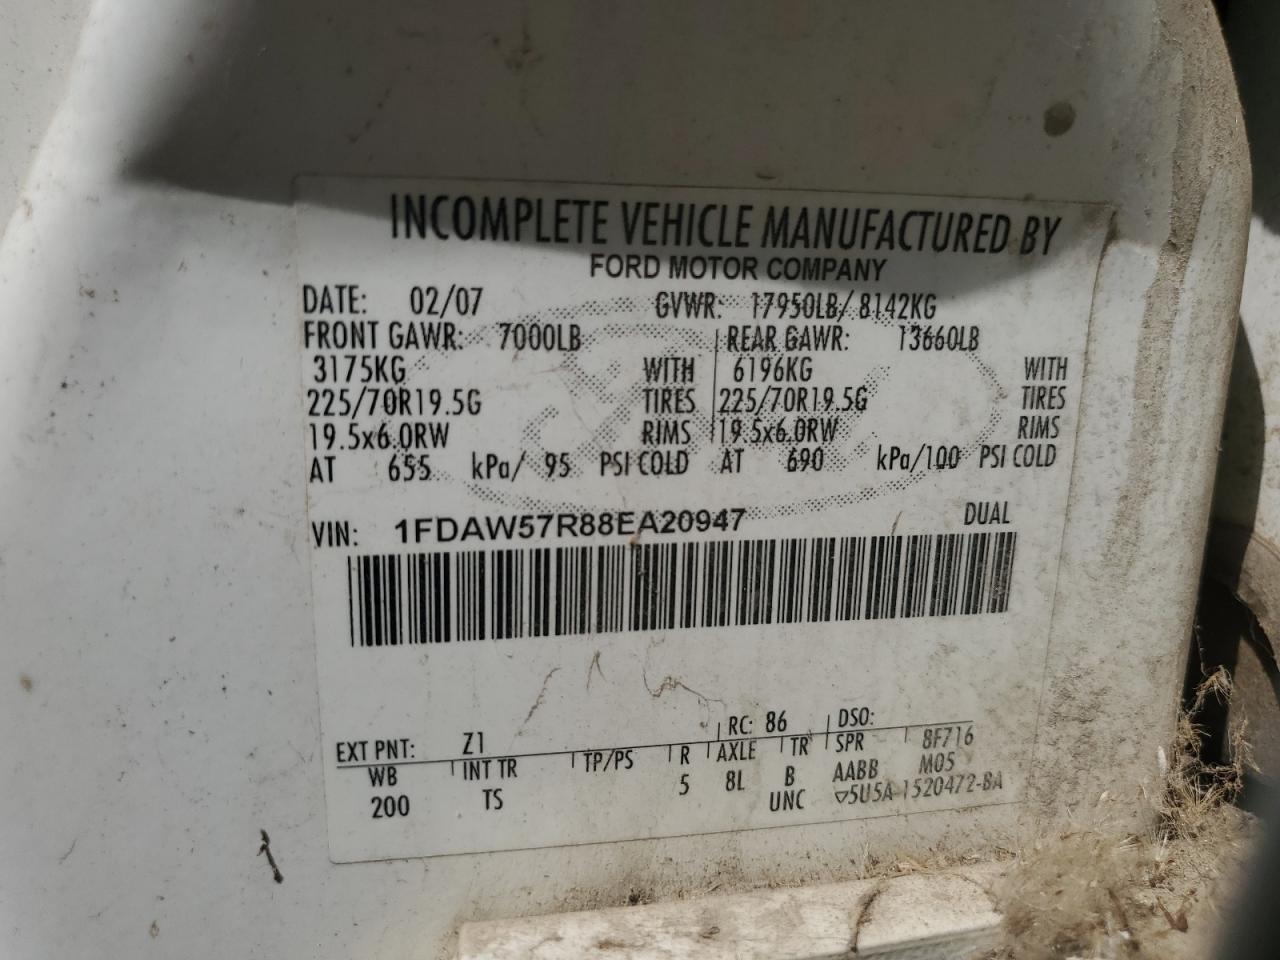 INCOMPLETE VEHICLE MANUFACTURED BY
FORD MOTOR COMPANY
DATE: 02/07 GVWR: 17950LB/ 8142KG
FRONT GAWR: 7000LB REAR GAWR: 13660LB
3175KG WITH 6196KG WITH
225/70R19.5G TIRES 225/70R19.5G TIRES
19.5x6.0RW RIMS 19.5x6.0RW RIMS
AT 655 kPa/ 95 PSI COLD AT 690 kPa/100 PSI COLD
VIN: 1FDAW57R88EA20947 DUAL
EXT PNT: Z1 RC: 86 DSO:
WB INT TR TP/PS R AXLE TR SPR 8F716
200 TS 5 8L B AABB M05
UNC ▽5U5A-1520472-BA